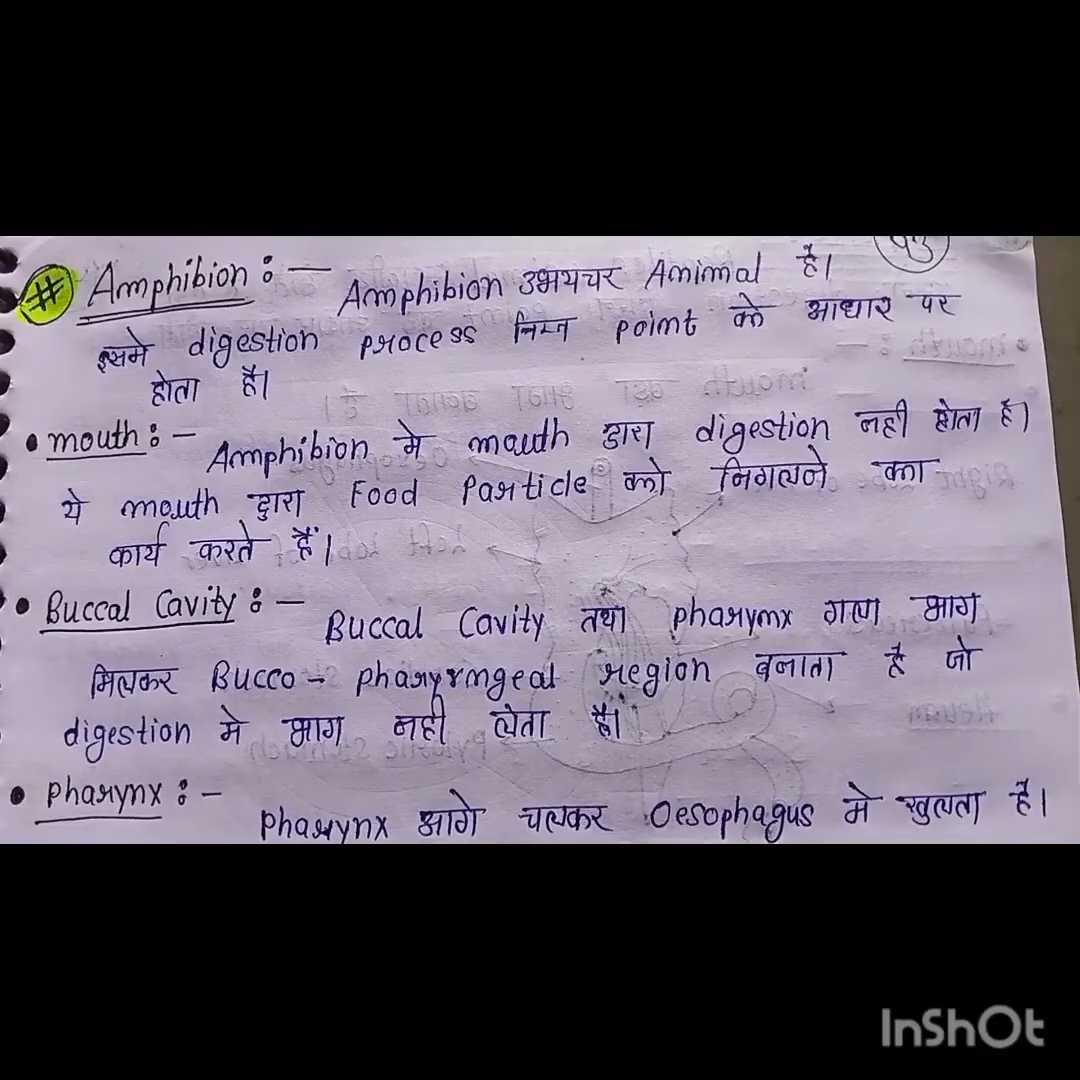 # Amphibion :— Amphibion उभयचर Animal है।
इसमे digestion process निम्न point के आधार पर
होता है।
• mouth :— Amphibion मे mouth द्वारा digestion नही होता है।
ये mouth द्वारा Food Particle को निगलने का
कार्य करते हैं।
• Buccal Cavity :— Buccal Cavity तथा pharynx वाला भाग
मिलकर Bucco - pharyrngeal region बनाता है जो
digestion मे भाग नही लेता है।
• Pharynx :— Pharynx आगे चलकर Oesophagus मे खुलता है।
InShOt